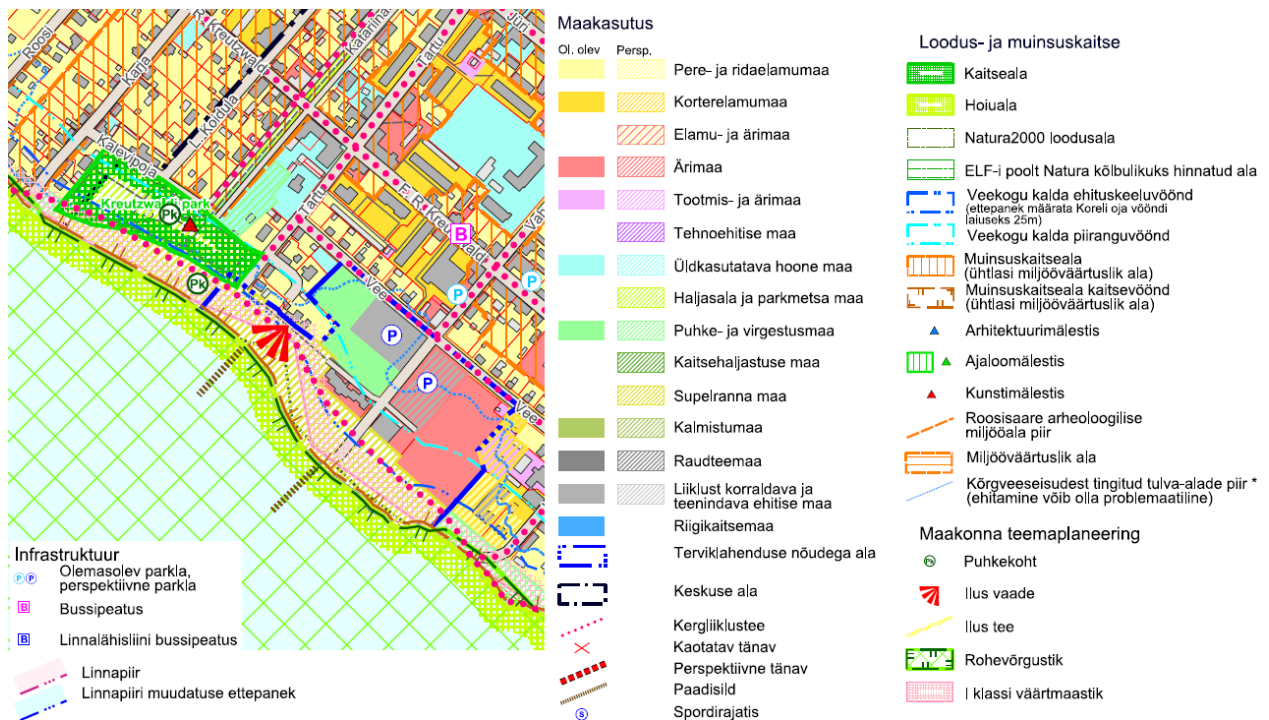 Roosi
Karja
L. Koidula
Kalevipoja
F. R. Kreutzwaldi
Katariina
Tartu
Jüri
Kreutzwaldi park
Pk
Pk
Tartu
F. R. Kreutzwaldi
B
Vee
P
P
P
P
Vee
Infrastruktuur
P P Olemasolev parkla,
perspektiivne parkla
B Bussipeatus
B Linnalähisliini bussipeatus
Linnapiir
Linnapiiri muudatuse ettepanek
Maakasutus
Ol. olev Persp.
Pere- ja ridaelamumaa
Korterelamumaa
Elamu- ja ärimaa
Ärimaa
Tootmis- ja ärimaa
Tehnoehitise maa
Üldkasutatava hoone maa
Haljasala ja parkmetsa maa
Puhke- ja virgestusmaa
Kaitsehaljastuse maa
Supelranna maa
Kalmistumaa
Raudteemaa
Liiklust korraldava ja
teenindava ehitise maa
Riigikaitsemaa
Terviklahenduse nõudega ala
Keskuse ala
Kergliiklustee
Kaotatav tänav
Perspektiivne tänav
Paadisild
S Spordirajatis
Loodus- ja muinsuskaitse
Kaitseala
Hoiuala
Natura2000 loodusala
ELF-i poolt Natura kõlbulikuks hinnatud ala
Veekogu kalda ehituskeeluvöönd
(ettepanek määrata Koreli oja vööndi
laiuseks 25m)
Veekogu kalda piiranguvöönd
Muinsuskaitseala
(ühtlasi miljööväärtuslik ala)
Muinsuskaitseala kaitsevöönd
(ühtlasi miljööväärtuslik ala)
Arhitektuurimälestis
Ajaloomälestis
Kunstimälestis
Roosisaare arheoloogilise
miljööala piir
Miljööväärtuslik ala
Kõrgveeseisudest tingitud tulva-alade piir *
(ehitamine võib olla problemaatiline)
Maakonna teemaplaneering
Pk Puhkekoht
Ilus vaade
Ilus tee
Rohevõrgustik
I klassi väärtmaastik